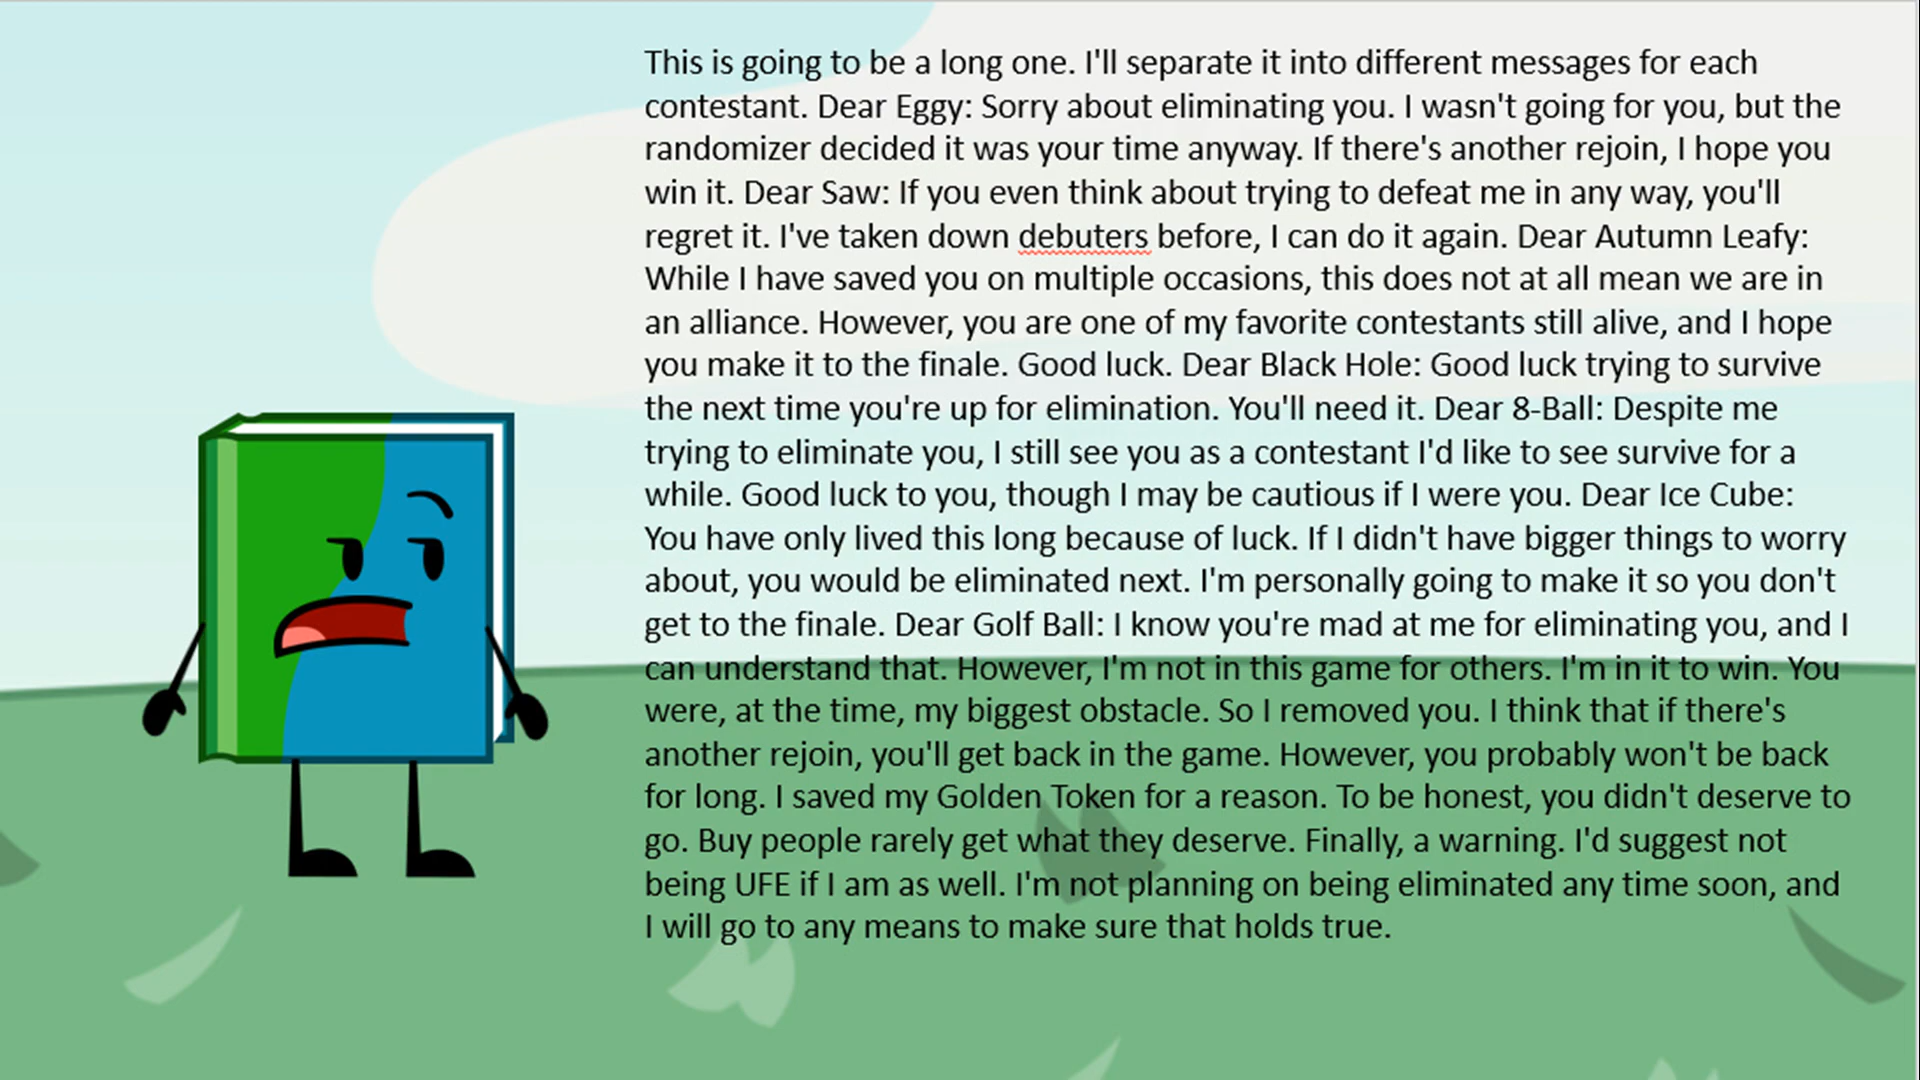 This is going to be a long one. I'll separate it into different messages for each
contestant. Dear Eggy: Sorry about eliminating you. I wasn't going for you, but the
randomizer decided it was your time anyway. If there's another rejoin, I hope you
win it. Dear Saw: If you even think about trying to defeat me in any way, you'll
regret it. I've taken down debuters before, I can do it again. Dear Autumn Leafy:
While I have saved you on multiple occasions, this does not at all mean we are in
an alliance. However, you are one of my favorite contestants still alive, and I hope
you make it to the finale. Good luck. Dear Black Hole: Good luck trying to survive
the next time you're up for elimination. You'll need it. Dear 8-Ball: Despite me
trying to eliminate you, I still see you as a contestant I'd like to see survive for a
while. Good luck to you, though I may be cautious if I were you. Dear Ice Cube:
You have only lived this long because of luck. If I didn't have bigger things to worry
about, you would be eliminated next. I'm personally going to make it so you don't
get to the finale. Dear Golf Ball: I know you're mad at me for eliminating you, and I
can understand that. However, I'm not in this game for others. I'm in it to win. You
were, at the time, my biggest obstacle. So I removed you. I think that if there's
another rejoin, you'll get back in the game. However, you probably won't be back
for long. I saved my Golden Token for a reason. To be honest, you didn't deserve to
go. Buy people rarely get what they deserve. Finally, a warning. I'd suggest not
being UFE if I am as well. I'm not planning on being eliminated any time soon, and
I will go to any means to make sure that holds true.